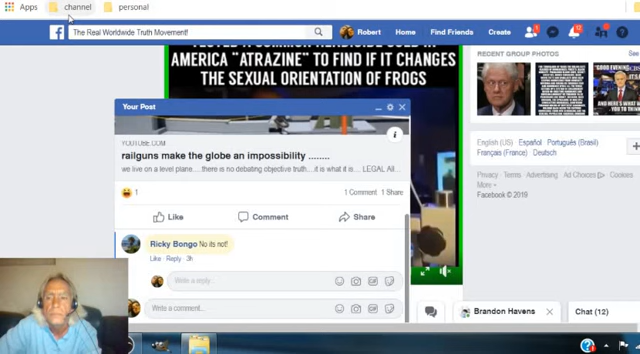 Apps channel personal
The Real Worldwide Truth Movement!
Robert Home Find Friends Create 1 12
AMERICA "ATRAZINE" TO FIND IF IT CHANGES
THE SEXUAL ORIENTATION OF FROGS
Your Post
YOUTUBE.COM
railguns make the globe an impossibility ........
we live on a level plane.... there is no debating objective truth....it is what it is.... LEGAL All...
1
1 Comment 1 Share
Like Comment Share
Ricky Bongo No its not!
Like · Reply · 3h
Write a reply...
Write a comment...
RECENT GROUP PHOTOS
See
"GOOD EVENING
English (US) · Español · Português (Brasil) ·
Français (France) · Deutsch
Privacy · Terms · Advertising · Ad Choices · Cookies ·
More
Facebook © 2019
Brandon Havens
Chat (12)